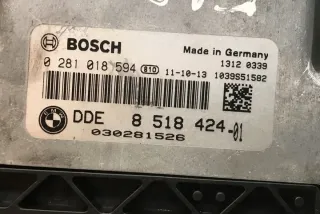 BOSCH
Made in Germany
1312 0339
0 281 018 594 810 11-10-13 1039S51582
DDE 8 518 424-01
030281526